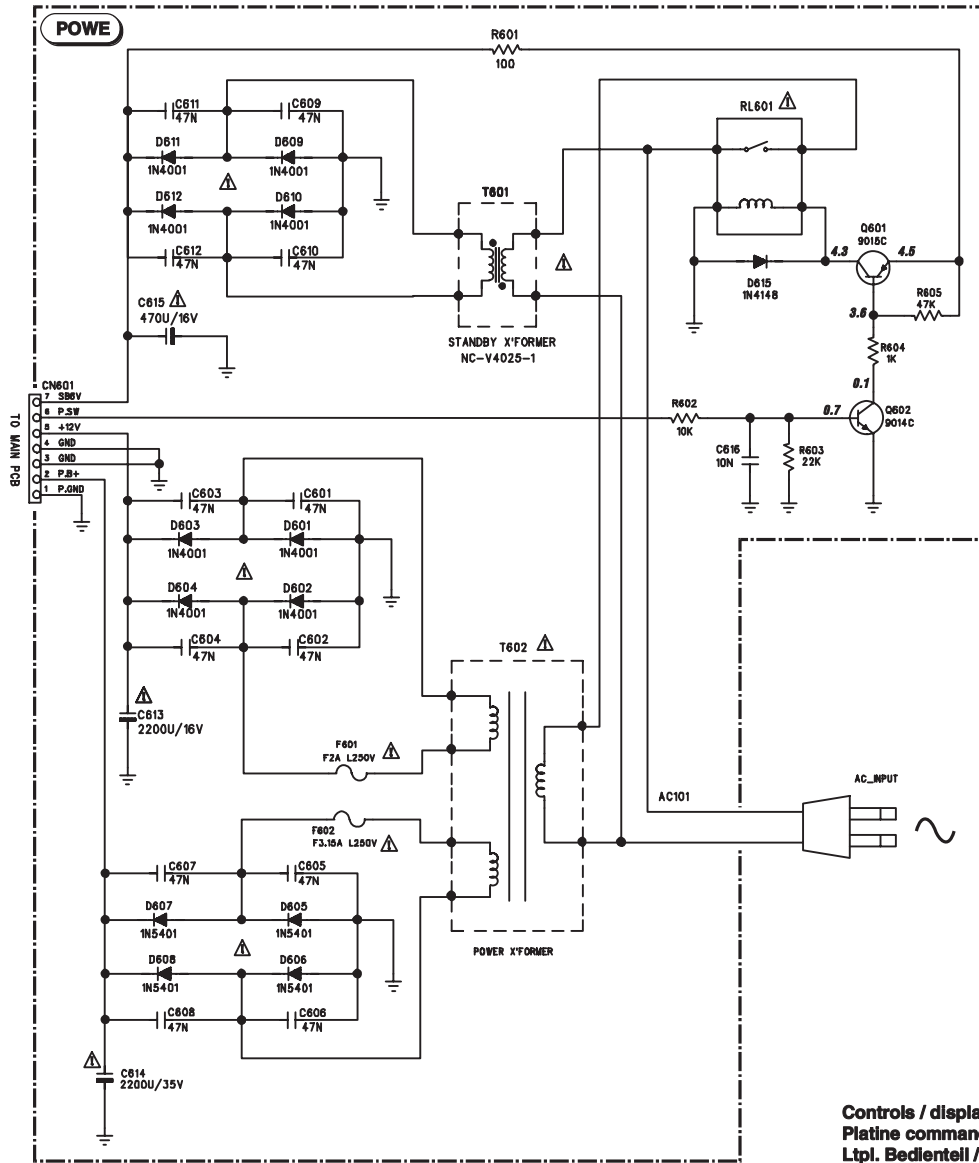 POWE
R601
100
C611
47N
C609
47N
RL601
D611
1N4001
D609
1N4001
D612
1N4001
D610
1N4001
T601
C612
47N
C610
47N
Q601
9015C
4.3
4.5
D615
1N4148
R605
47K
3.6
C615
470U/16V
STANDBY X'FORMER
NC-V4025-1
R604
1K
0.1
CN601
7 SB6V
6 P.SW
5 +12V
4 GND
3 GND
2 P.B+
1 P.GND
TO MAIN PCB
R602
10K
0.7
Q602
9014C
C616
10N
R603
22K
C603
47N
C601
47N
D603
1N4001
D601
1N4001
D604
1N4001
D602
1N4001
C604
47N
C602
47N
T602
C613
2200U/16V
F601
F2A L250V
AC_INPUT
AC101
F602
F3.15A L250V
C607
47N
C605
47N
D607
1N5401
D605
1N5401
POWER X'FORMER
D608
1N5401
D606
1N5401
C608
47N
C606
47N
C614
2200U/35V
Controls / displa
Platine comman
Ltpl. Bedienteil /